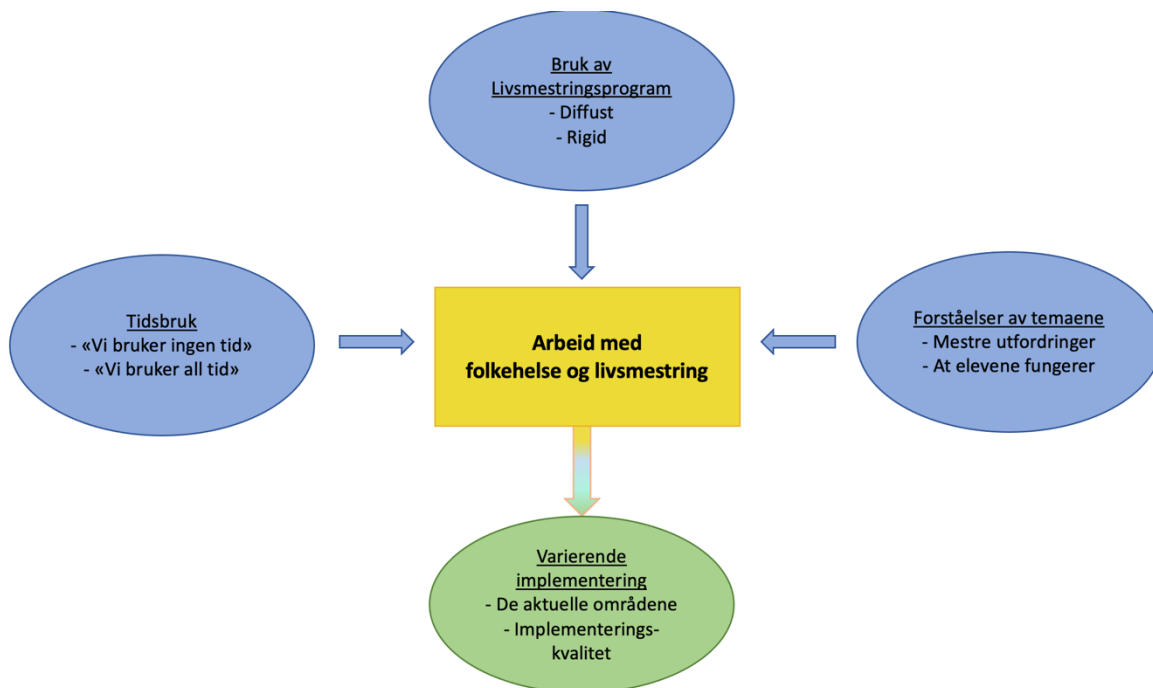 Bruk av
Livsmestringsprogram
- Diffust
- Rigid
Tidsbruk
- «Vi bruker ingen tid»
- «Vi bruker all tid»
Arbeid med
folkehelse og livsmestring
Forståelser av temaene
- Mestre utfordringer
- At elevene fungerer
Varierende
implementering
- De aktuelle områdene
- Implementerings-
kvalitet